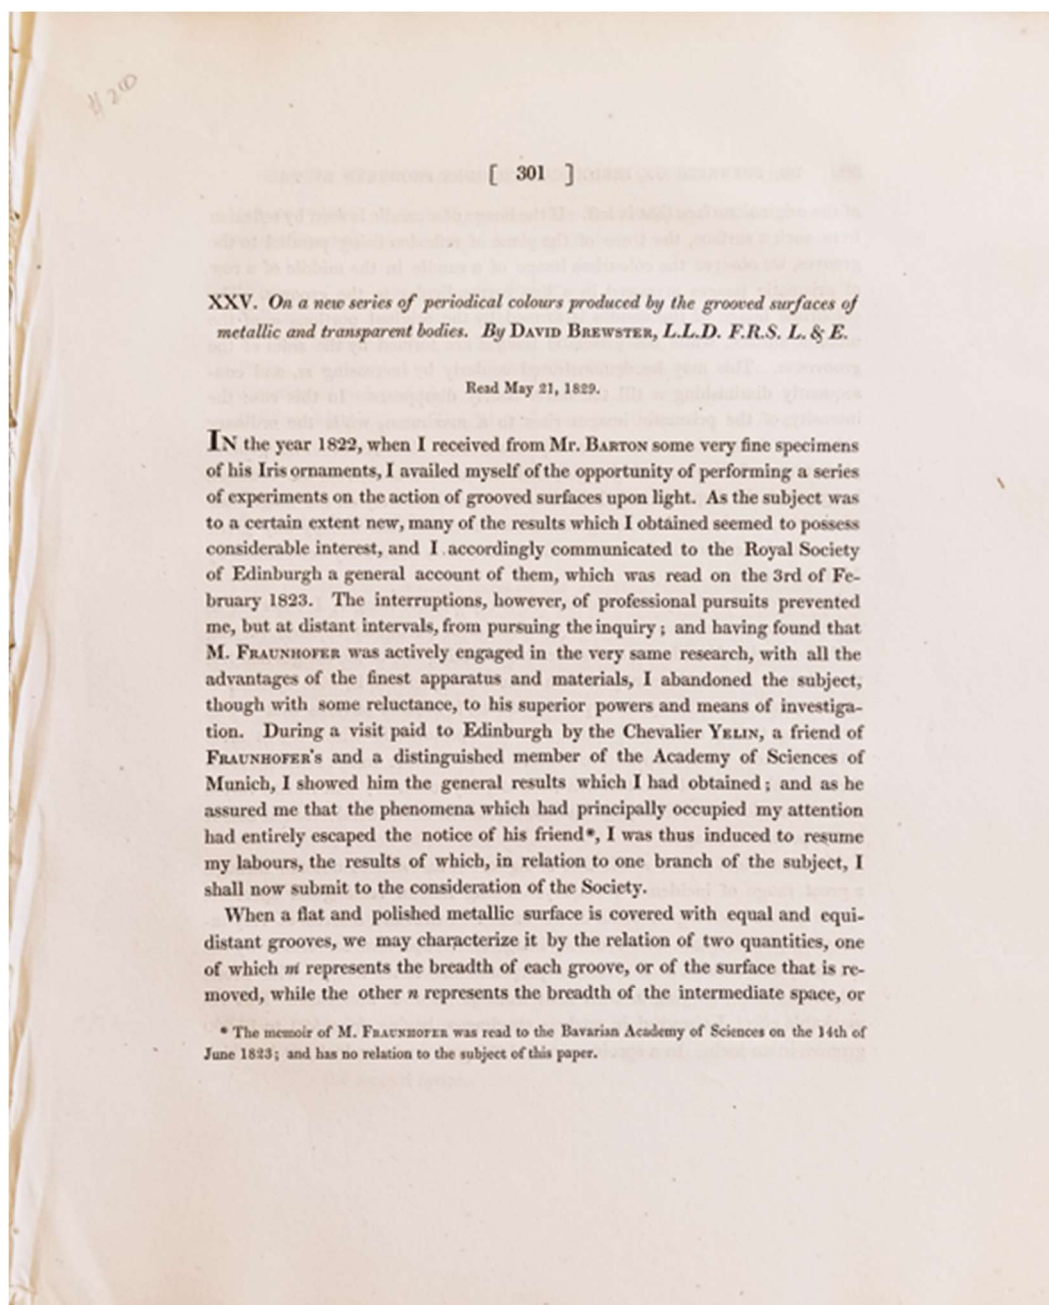 [ 301 ]
XXV. On a new series of periodical colours produced by the grooved surfaces of
metallic and transparent bodies. By DAVID BREWSTER, L.L.D. F.R.S. L. & E.
Read May 21, 1829.
IN the year 1822, when I received from Mr. BARTON some very fine specimens
of his Iris ornaments, I availed myself of the opportunity of performing a series
of experiments on the action of grooved surfaces upon light. As the subject was
to a certain extent new, many of the results which I obtained seemed to possess
considerable interest, and I accordingly communicated to the Royal Society
of Edinburgh a general account of them, which was read on the 3rd of Fe-
bruary 1823. The interruptions, however, of professional pursuits prevented
me, but at distant intervals, from pursuing the inquiry; and having found that
M. FRAUNHOFER was actively engaged in the very same research, with all the
advantages of the finest apparatus and materials, I abandoned the subject,
though with some reluctance, to his superior powers and means of investiga-
tion. During a visit paid to Edinburgh by the Chevalier YELIN, a friend of
FRAUNHOFER'S and a distinguished member of the Academy of Sciences of
Munich, I showed him the general results which I had obtained; and as he
assured me that the phenomena which had principally occupied my attention
had entirely escaped the notice of his friend*, I was thus induced to resume
my labours, the results of which, in relation to one branch of the subject, I
shall now submit to the consideration of the Society.
When a flat and polished metallic surface is covered with equal and equi-
distant grooves, we may characterize it by the relation of two quantities, one
of which m represents the breadth of each groove, or of the surface that is re-
moved, while the other n represents the breadth of the intermediate space, or
* The memoir of M. FRAUNHOFER was read to the Bavarian Academy of Sciences on the 14th of
June 1823; and has no relation to the subject of this paper.